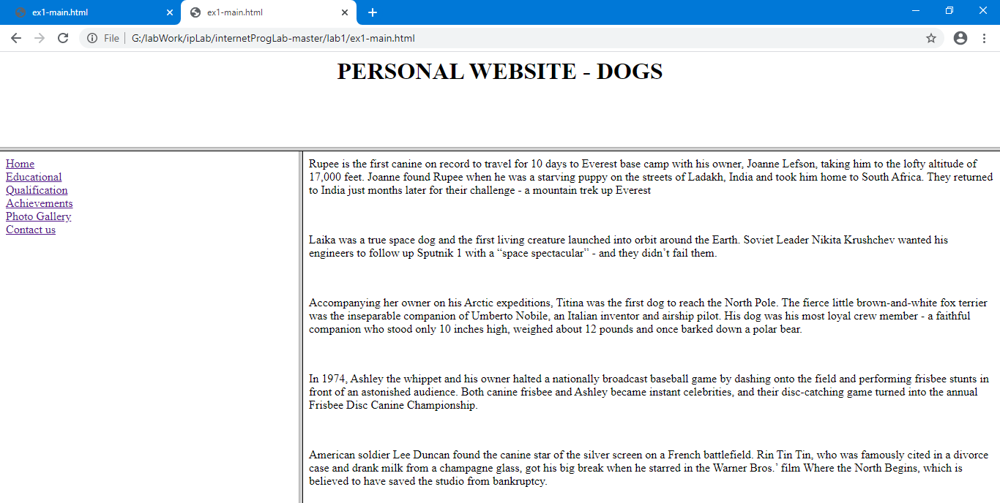 ex1-main.html
ex1-main.html
File
G:/labWork/ipLab/internetProgLab-master/lab1/ex1-main.html
PERSONAL WEBSITE - DOGS
Home
Educational
Qualification
Achievements
Photo Gallery
Contact us
Rupee is the first canine on record to travel for 10 days to Everest base camp with his owner, Joanne Lefson, taking him to the lofty altitude of
17,000 feet. Joanne found Rupee when he was a starving puppy on the streets of Ladakh, India and took him home to South Africa. They returned
to India just months later for their challenge - a mountain trek up Everest
Laika was a true space dog and the first living creature launched into orbit around the Earth. Soviet Leader Nikita Krushchev wanted his
engineers to follow up Sputnik 1 with a “space spectacular” - and they didn’t fail them.
Accompanying her owner on his Arctic expeditions, Titina was the first dog to reach the North Pole. The fierce little brown-and-white fox terrier
was the inseparable companion of Umberto Nobile, an Italian inventor and airship pilot. His dog was his most loyal crew member - a faithful
companion who stood only 10 inches high, weighed about 12 pounds and once barked down a polar bear.
In 1974, Ashley the whippet and his owner halted a nationally broadcast baseball game by dashing onto the field and performing frisbee stunts in
front of an astonished audience. Both canine frisbee and Ashley became instant celebrities, and their disc-catching game turned into the annual
Frisbee Disc Canine Championship.
American soldier Lee Duncan found the canine star of the silver screen on a French battlefield. Rin Tin Tin, who was famously cited in a divorce
case and drank milk from a champagne glass, got his big break when he starred in the Warner Bros.’ film Where the North Begins, which is
believed to have saved the studio from bankruptcy.